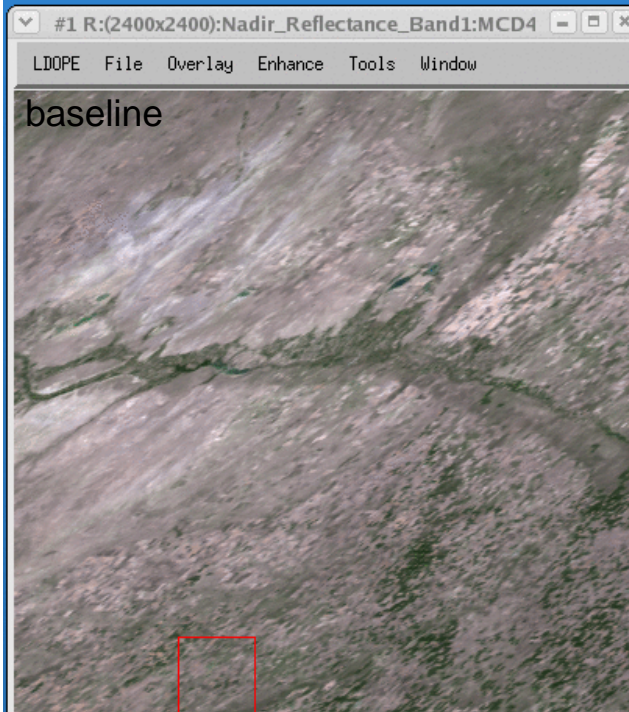 #1 R:(2400x2400):Nadir_Reflectance_Band1:MCD4
LDOPE File Overlay Enhance Tools Window
baseline